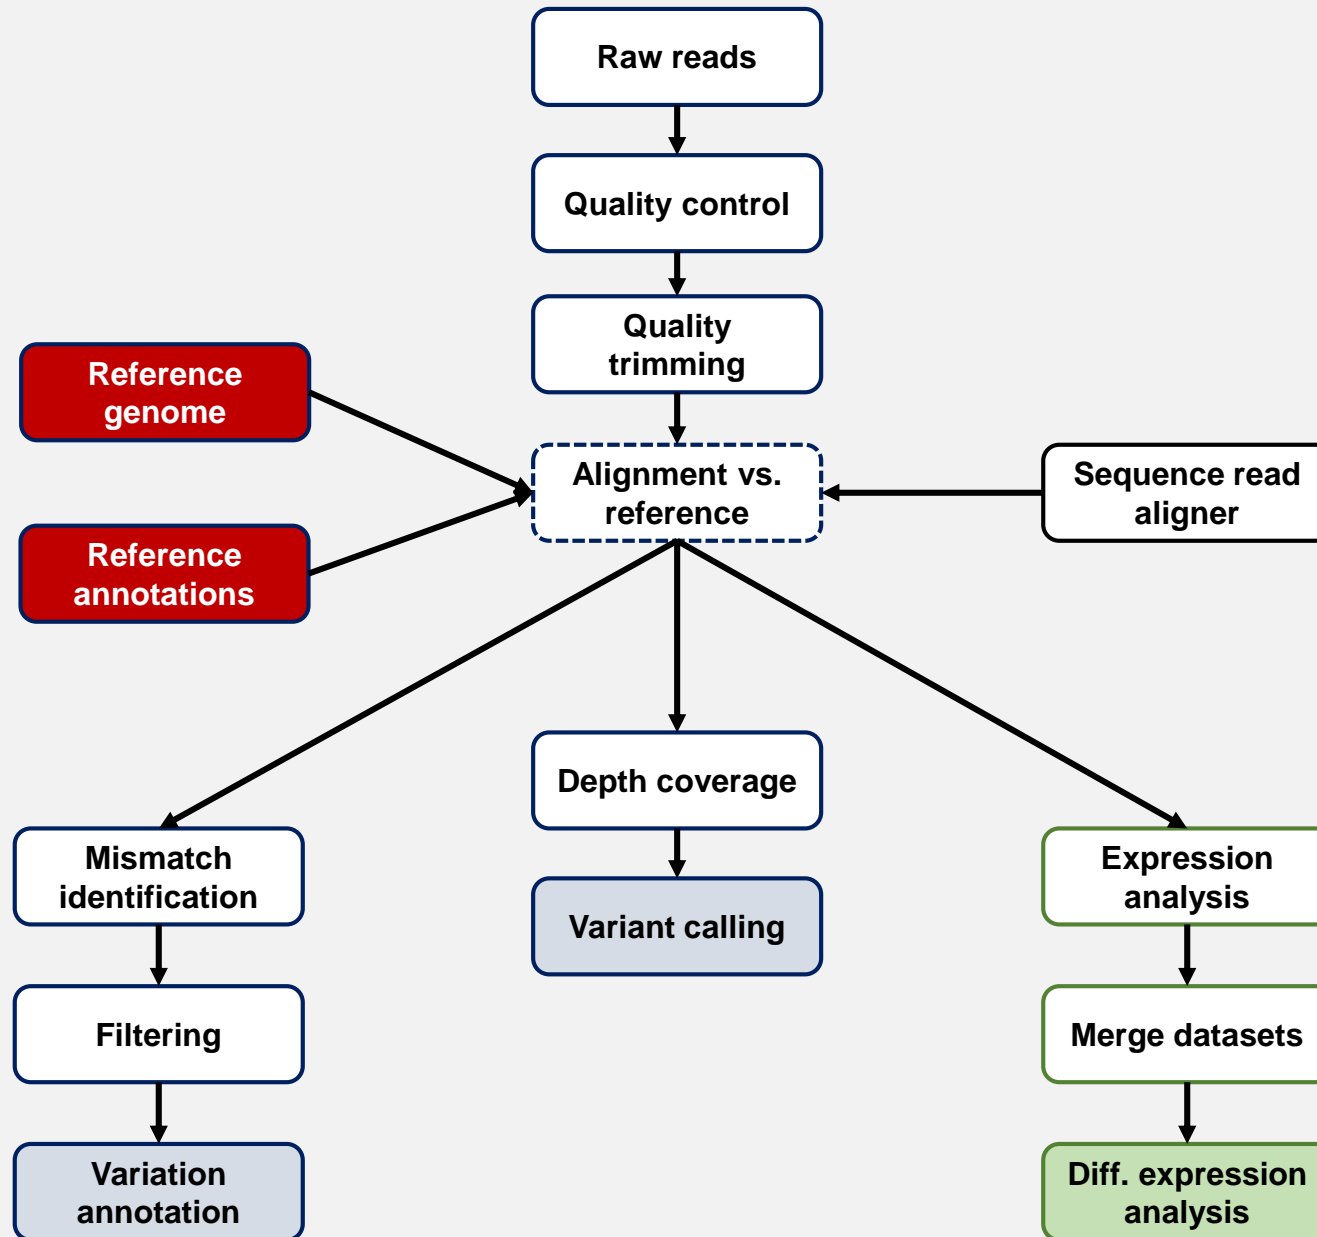 Raw reads
Quality control
Quality
trimming
Reference
genome
Alignment vs.
reference
Sequence read
aligner
Reference
annotations
Depth coverage
Mismatch
identification
Expression
analysis
Variant calling
Filtering
Merge datasets
Variation
annotation
Diff. expression
analysis